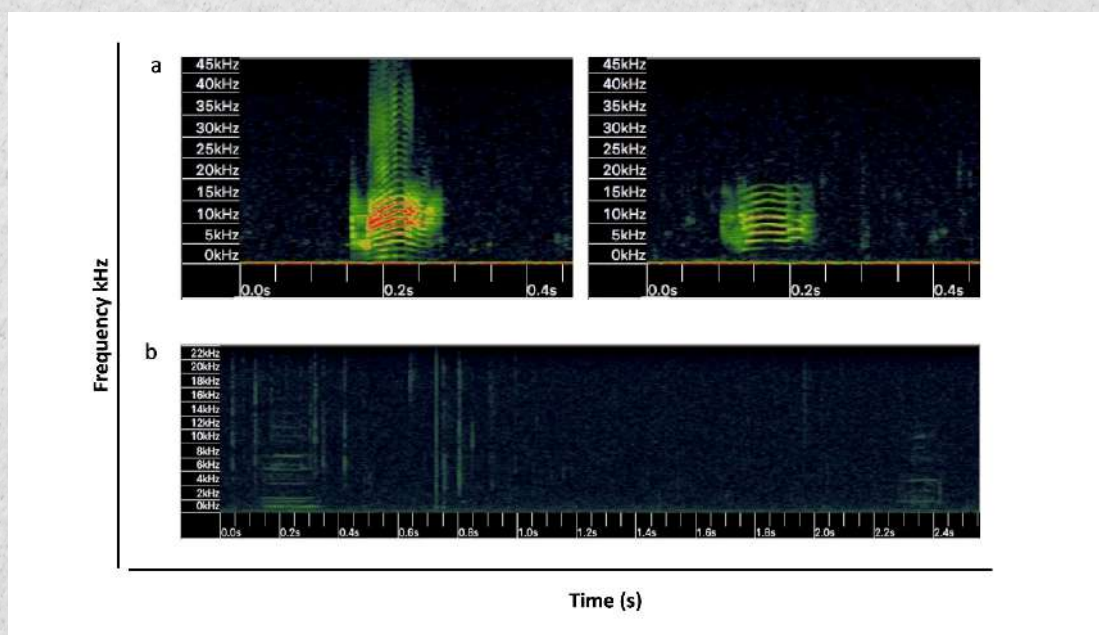 a
45kHz
40kHz
35kHz
30kHz
25kHz
20kHz
15kHz
10kHz
5kHz
0kHz
0.0s 0.2s 0.4s
45kHz
40kHz
35kHz
30kHz
25kHz
20kHz
15kHz
10kHz
5kHz
0kHz
0.0s 0.2s 0.4s
Frequency kHz
b
22kHz
20kHz
18kHz
16kHz
14kHz
12kHz
10kHz
8kHz
6kHz
4kHz
2kHz
0kHz
0.0s 0.2s 0.4s 0.6s 0.8s 1.0s 1.2s 1.4s 1.6s 1.8s 2.0s 2.2s 2.4s
Time (s)